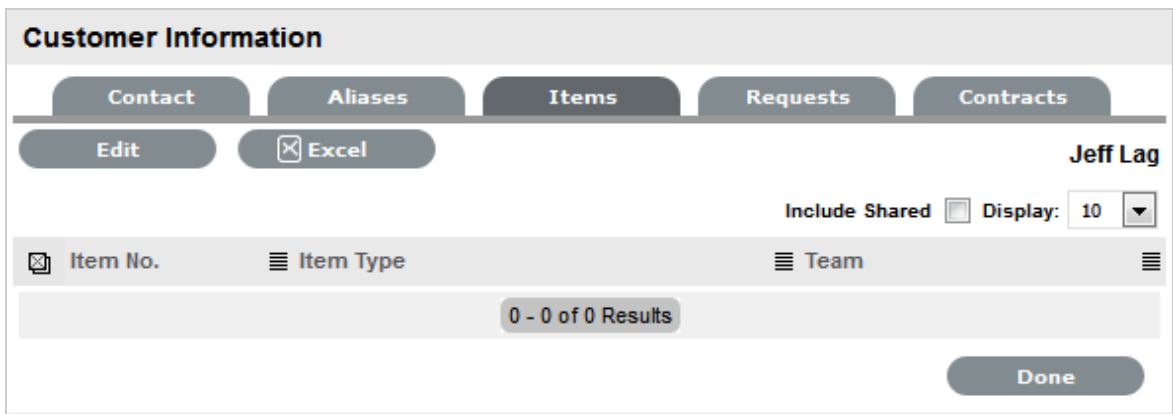 Customer Information
Contact Aliases Items Requests Contracts
Edit Excel
Jeff Lag
Include Shared Display: 10
Item No. Item Type Team
0 - 0 of 0 Results
Done